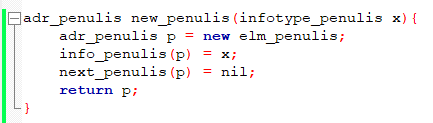 adr_penulis new_penulis(infotype_penulis x){
    adr_penulis p = new elm_penulis;
    info_penulis(p) = x;
    next_penulis(p) = nil;
    return p;
}